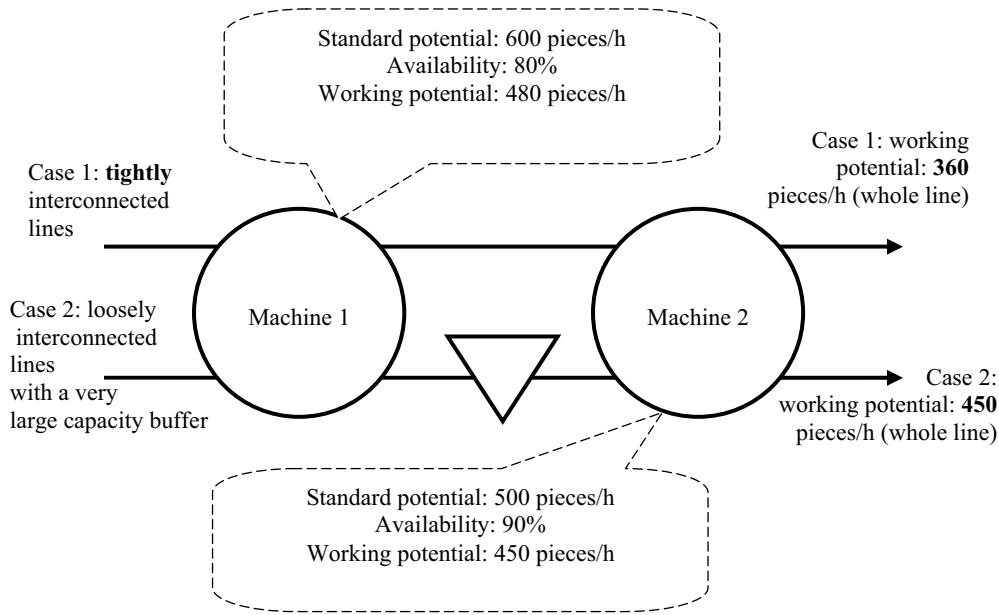 Standard potential: 600 pieces/h
Availability: 80%
Working potential: 480 pieces/h
Case 1: tightly
interconnected
lines
Case 1: working
potential: 360
pieces/h (whole line)
Machine 1
Machine 2
Case 2: loosely
interconnected
lines
with a very
large capacity buffer
Case 2:
working potential: 450
pieces/h (whole line)
Standard potential: 500 pieces/h
Availability: 90%
Working potential: 450 pieces/h